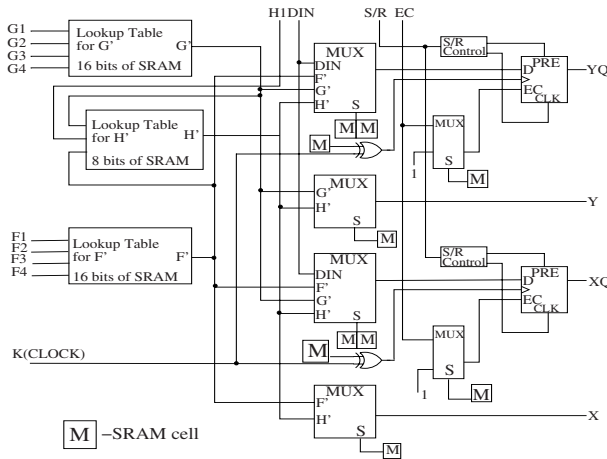 H1 DIN S/R EC
G1
G2
G3
G4
Lookup Table
for G'
G'
16 bits of SRAM
MUX
DIN
F'
G'
H'
S
M M
S/R
Control
PRE
D
EC
CLK
YQ
Lookup Table
for H'
H'
8 bits of SRAM
M
MUX
S
1
M
MUX
G'
H'
S
M
Y
F1
F2
F3
F4
Lookup Table
for F'
F'
16 bits of SRAM
MUX
DIN
F'
G'
H'
S
M M
S/R
Control
PRE
D
EC
CLK
XQ
K(CLOCK)
M
MUX
S
1
M
MUX
F'
H'
S
M
X
M –SRAM cell